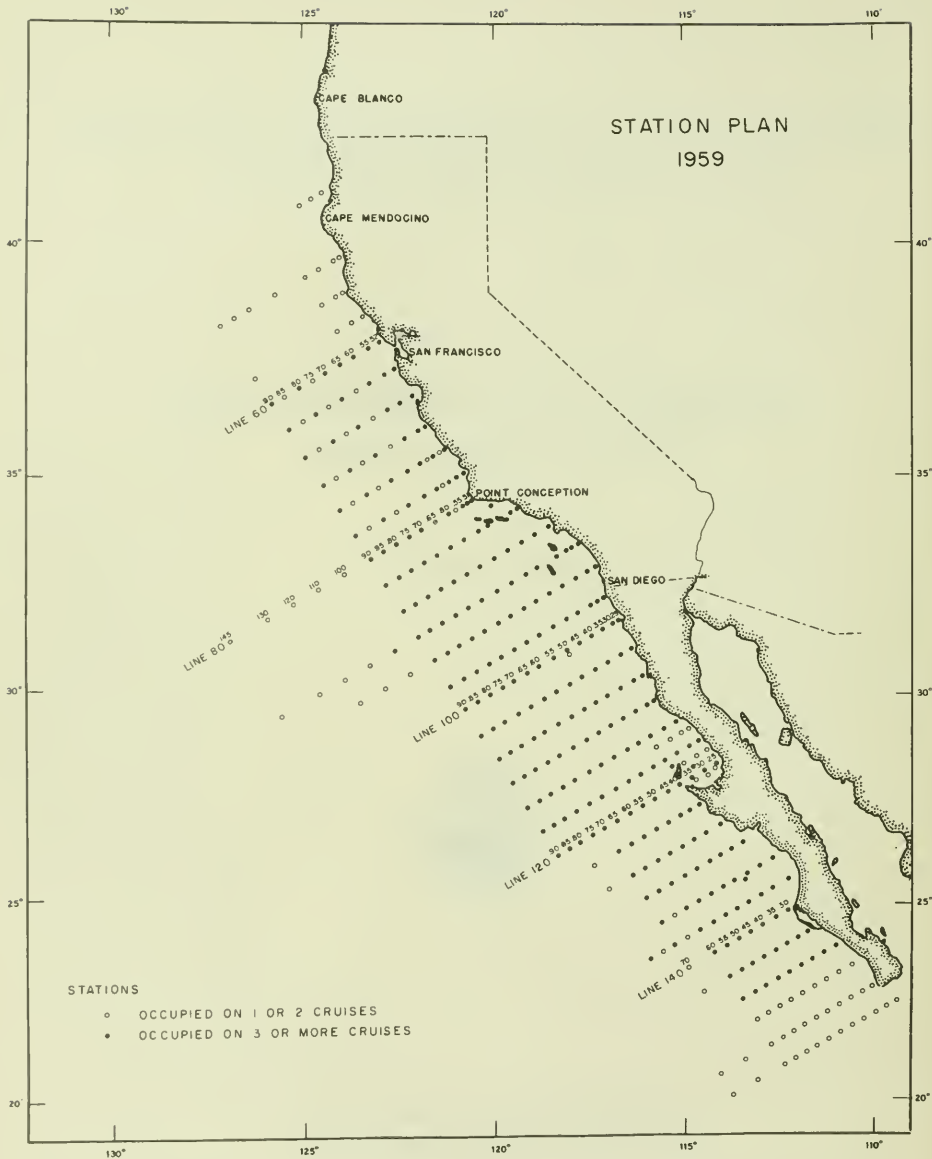 130° 125° 120° 115° 110°
CAPE BLANCO
STATION PLAN
1959
CAPE MENDOCINO
40° 40°
SAN FRANCISCO
LINE 60 90 85 80 75 70 65 60 55 50
35° 35°
POINT CONCEPTION
LINE 80 145 130 120 110 100 90 85 80 75 70 65 60 55
SAN DIEGO
30° 30°
LINE 100 90 85 80 75 70 65 60 55 50 45 40 35 30
LINE 120 90 85 80 75 70 65 60 55 50 45 40 35 30 25
25° 25°
LINE 140 70 60 55 50 45 40 35 30
STATIONS
○ OCCUPIED ON 1 OR 2 CRUISES
● OCCUPIED ON 3 OR MORE CRUISES
20° 20°
130° 125° 120° 115° 110°